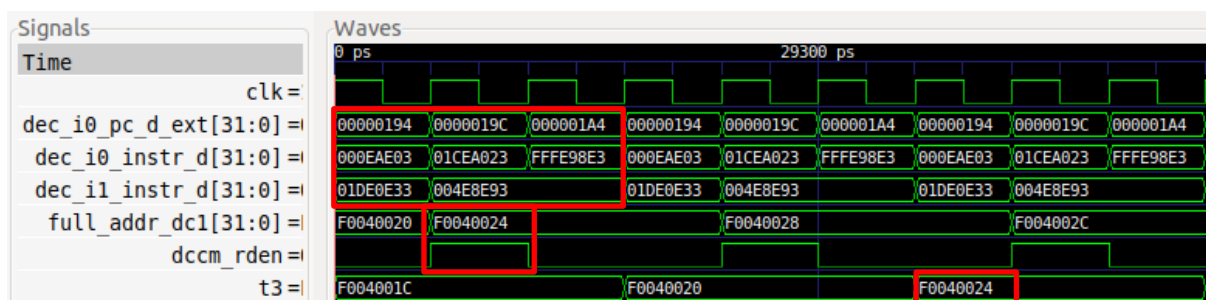 Signals Waves
Time 0 ps 29300 ps
clk=
dec_i0_pc_d_ext[31:0]= 00000194 0000019C 000001A4 00000194 0000019C 000001A4 00000194 0000019C 000001A4
dec_i0_instr_d[31:0]= 000EAE03 01CEA023 FFFE98E3 000EAE03 01CEA023 FFFE98E3 000EAE03 01CEA023 FFFE98E3
dec_i1_instr_d[31:0]= 01DE0E33 004E8E93 01DE0E33 004E8E93 01DE0E33 004E8E93
full_addr_dc1[31:0]= F0040020 F0040024 F0040028 F004002C
dccm_rden=
t3= F004001C F0040020 F0040024